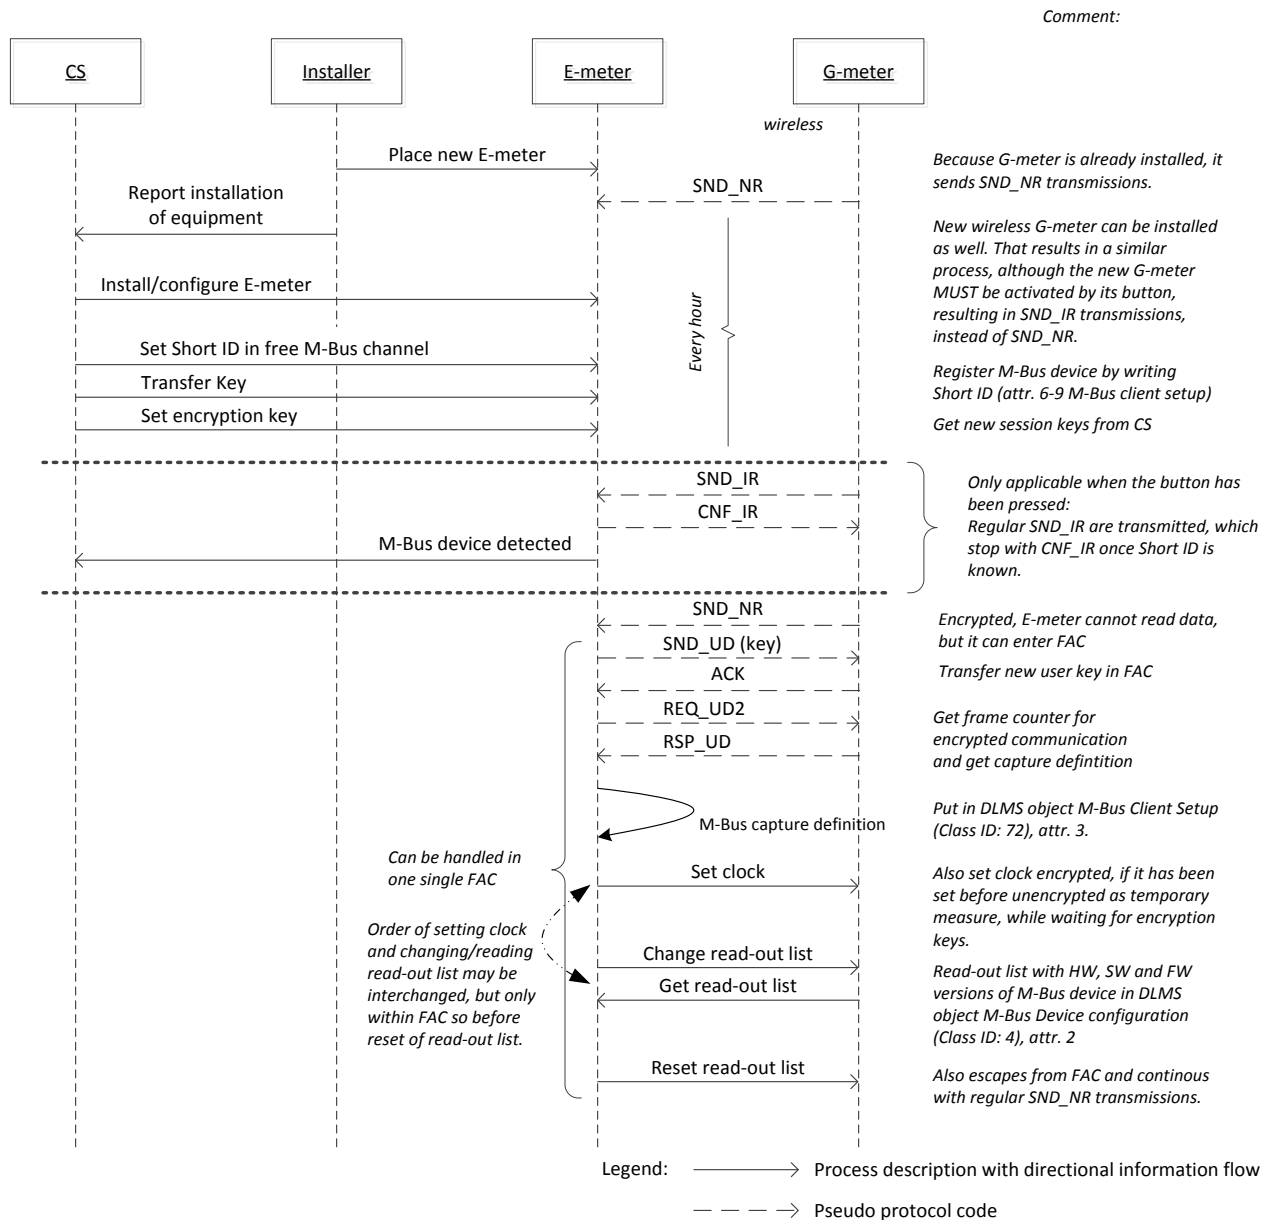 Comment:
CS
Installer
E-meter
G-meter
wireless
Place new E-meter
Because G-meter is already installed, it
sends SND_NR transmissions.
SND_NR
Report installation
of equipment
New wireless G-meter can be installed
as well. That results in a similar
process, although the new G-meter
MUST be activated by its button,
resulting in SND_IR transmissions,
instead of SND_NR.
Install/configure E-meter
Every hour
Set Short ID in free M-Bus channel
Transfer Key
Register M-Bus device by writing
Short ID (attr. 6-9 M-Bus client setup)
Set encryption key
Get new session keys from CS
SND_IR
CNF_IR
M-Bus device detected
Only applicable when the button has
been pressed:
Regular SND_IR are transmitted, which
stop with CNF_IR once Short ID is
known.
SND_NR
Encrypted, E-meter cannot read data,
but it can enter FAC
SND_UD (key)
Transfer new user key in FAC
ACK
REQ_UD2
RSP_UD
Get frame counter for
encrypted communication
and get capture defintition
M-Bus capture definition
Put in DLMS object M-Bus Client Setup
(Class ID: 72), attr. 3.
Can be handled in
one single FAC
Set clock
Also set clock encrypted, if it has been
set before unencrypted as temporary
measure, while waiting for encryption
keys.
Order of setting clock
and changing/reading
read-out list may be
interchanged, but only
within FAC so before
reset of read-out list.
Change read-out list
Get read-out list
Read-out list with HW, SW and FW
versions of M-Bus device in DLMS
object M-Bus Device configuration
(Class ID: 4), attr. 2
Reset read-out list
Also escapes from FAC and continous
with regular SND_NR transmissions.
Legend:
Process description with directional information flow
Pseudo protocol code